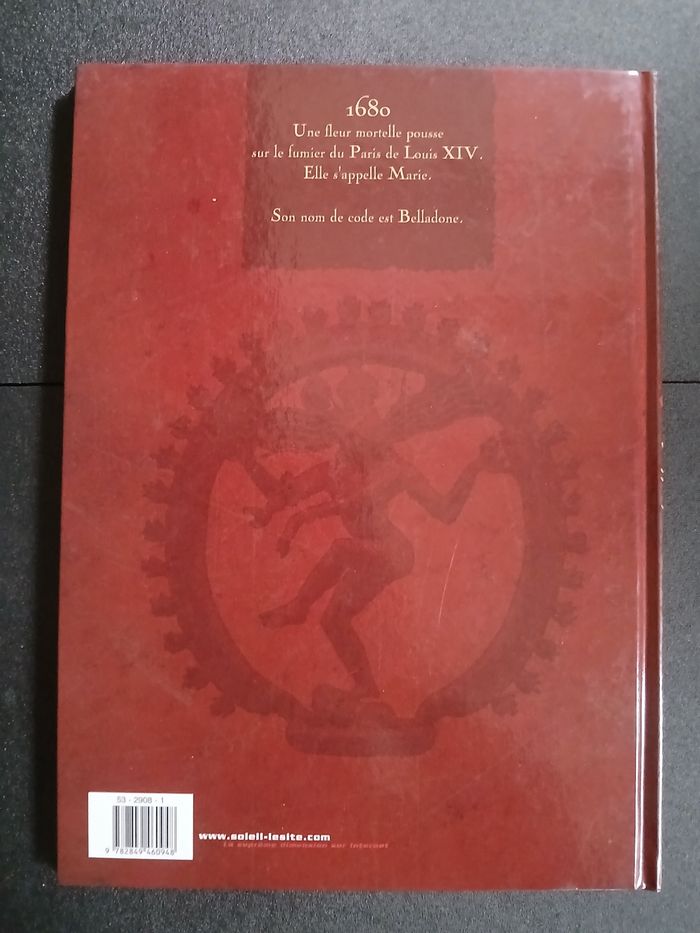 1680
Une fleur mortelle pousse
sur le fumier du Paris de Louis XIV.
Elle s'appelle Marie.
Son nom de code est Belladone.
53 - 2908 - 1
9 782849 460948
www.soleil-lesite.com
La suprême dimension sur Internet